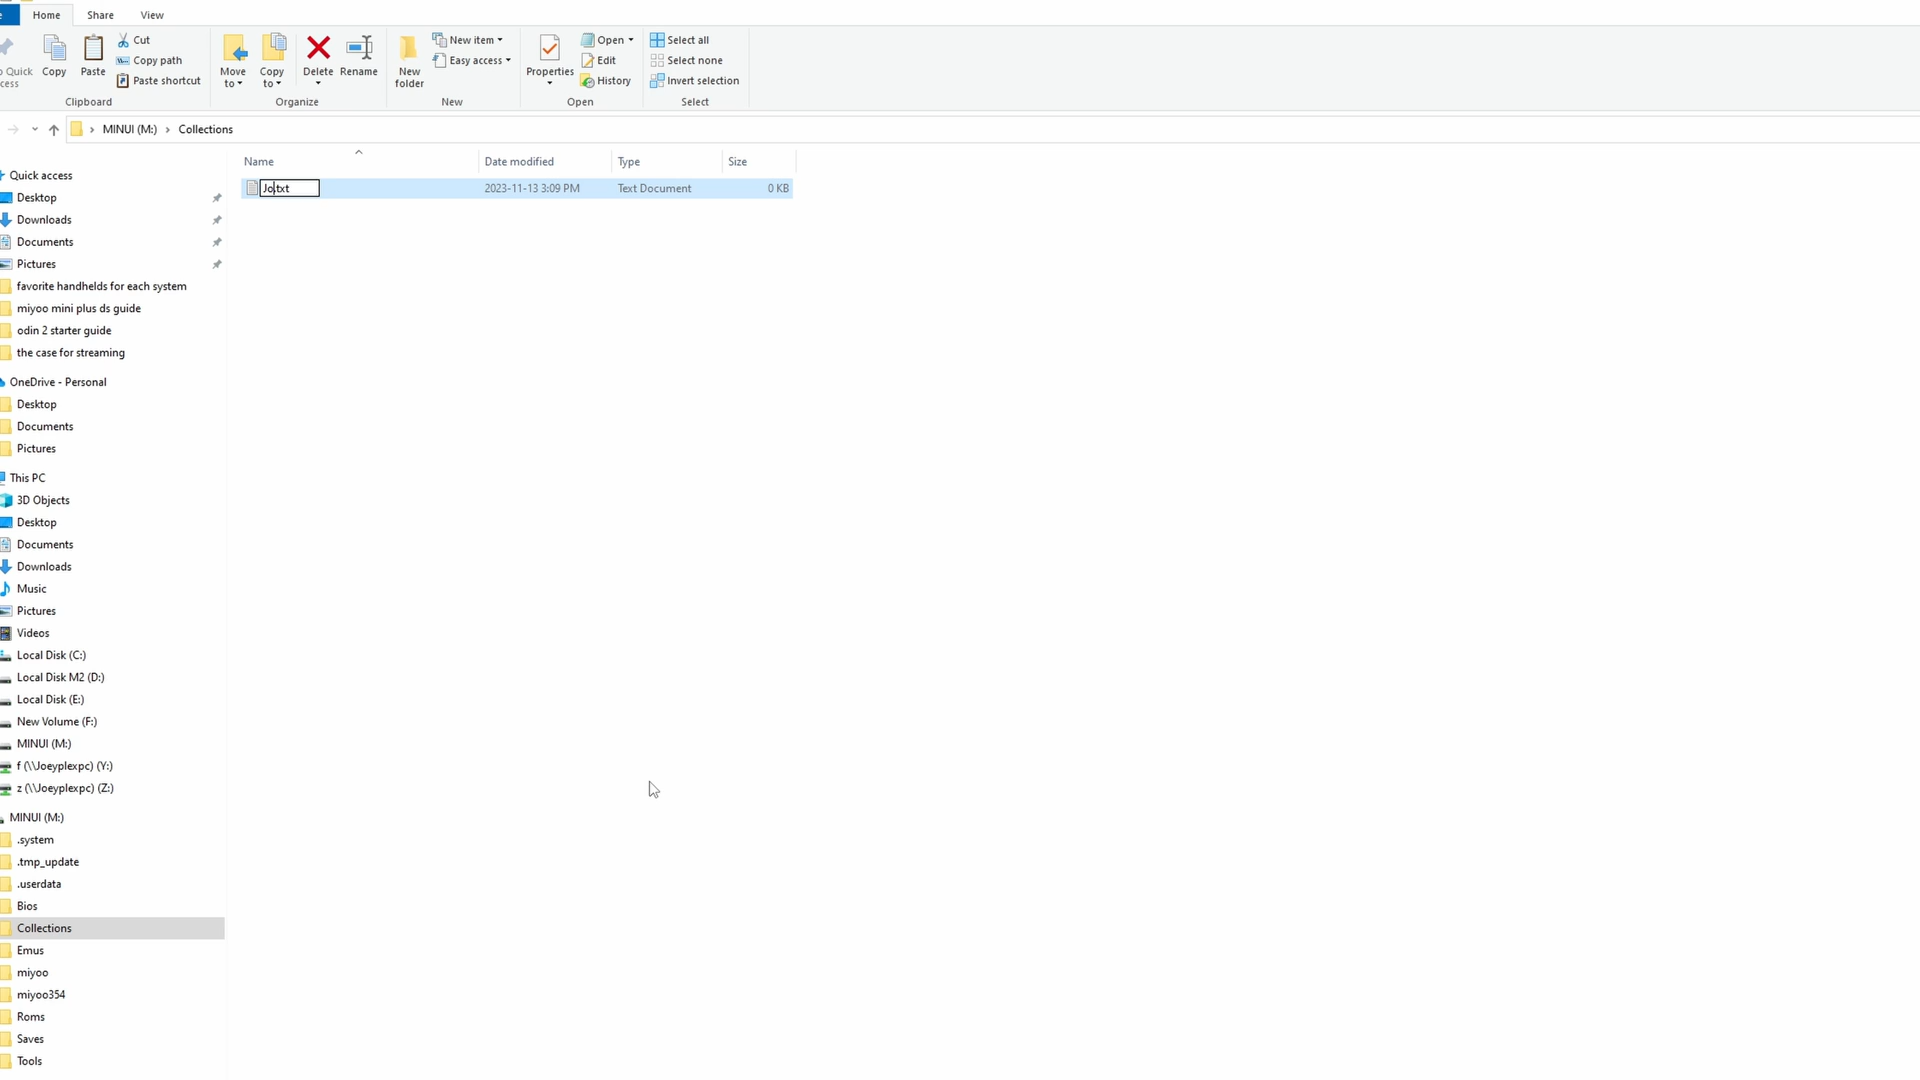 Home Share View
Cut
Copy path
Paste shortcut
Quick
cess
Copy
Paste
Clipboard
Move
to
Copy
to
Delete
Rename
Organize
New
folder
New item
Easy access
New
Properties
Open
Edit
History
Open
Select all
Select none
Invert selection
Select
MINUI (M:) Collections
Name Date modified Type Size
Jo.txt 2023-11-13 3:09 PM Text Document 0 KB
Quick access
Desktop
Downloads
Documents
Pictures
favorite handhelds for each system
miyoo mini plus ds guide
odin 2 starter guide
the case for streaming
OneDrive - Personal
Desktop
Documents
Pictures
This PC
3D Objects
Desktop
Documents
Downloads
Music
Pictures
Videos
Local Disk (C:)
Local Disk M2 (D:)
Local Disk (E:)
New Volume (F:)
MINUI (M:)
f (\\Joeyplexpc) (Y:)
z (\\Joeyplexpc) (Z:)
MINUI (M:)
.system
.tmp_update
.userdata
Bios
Collections
Emus
miyoo
miyoo354
Roms
Saves
Tools